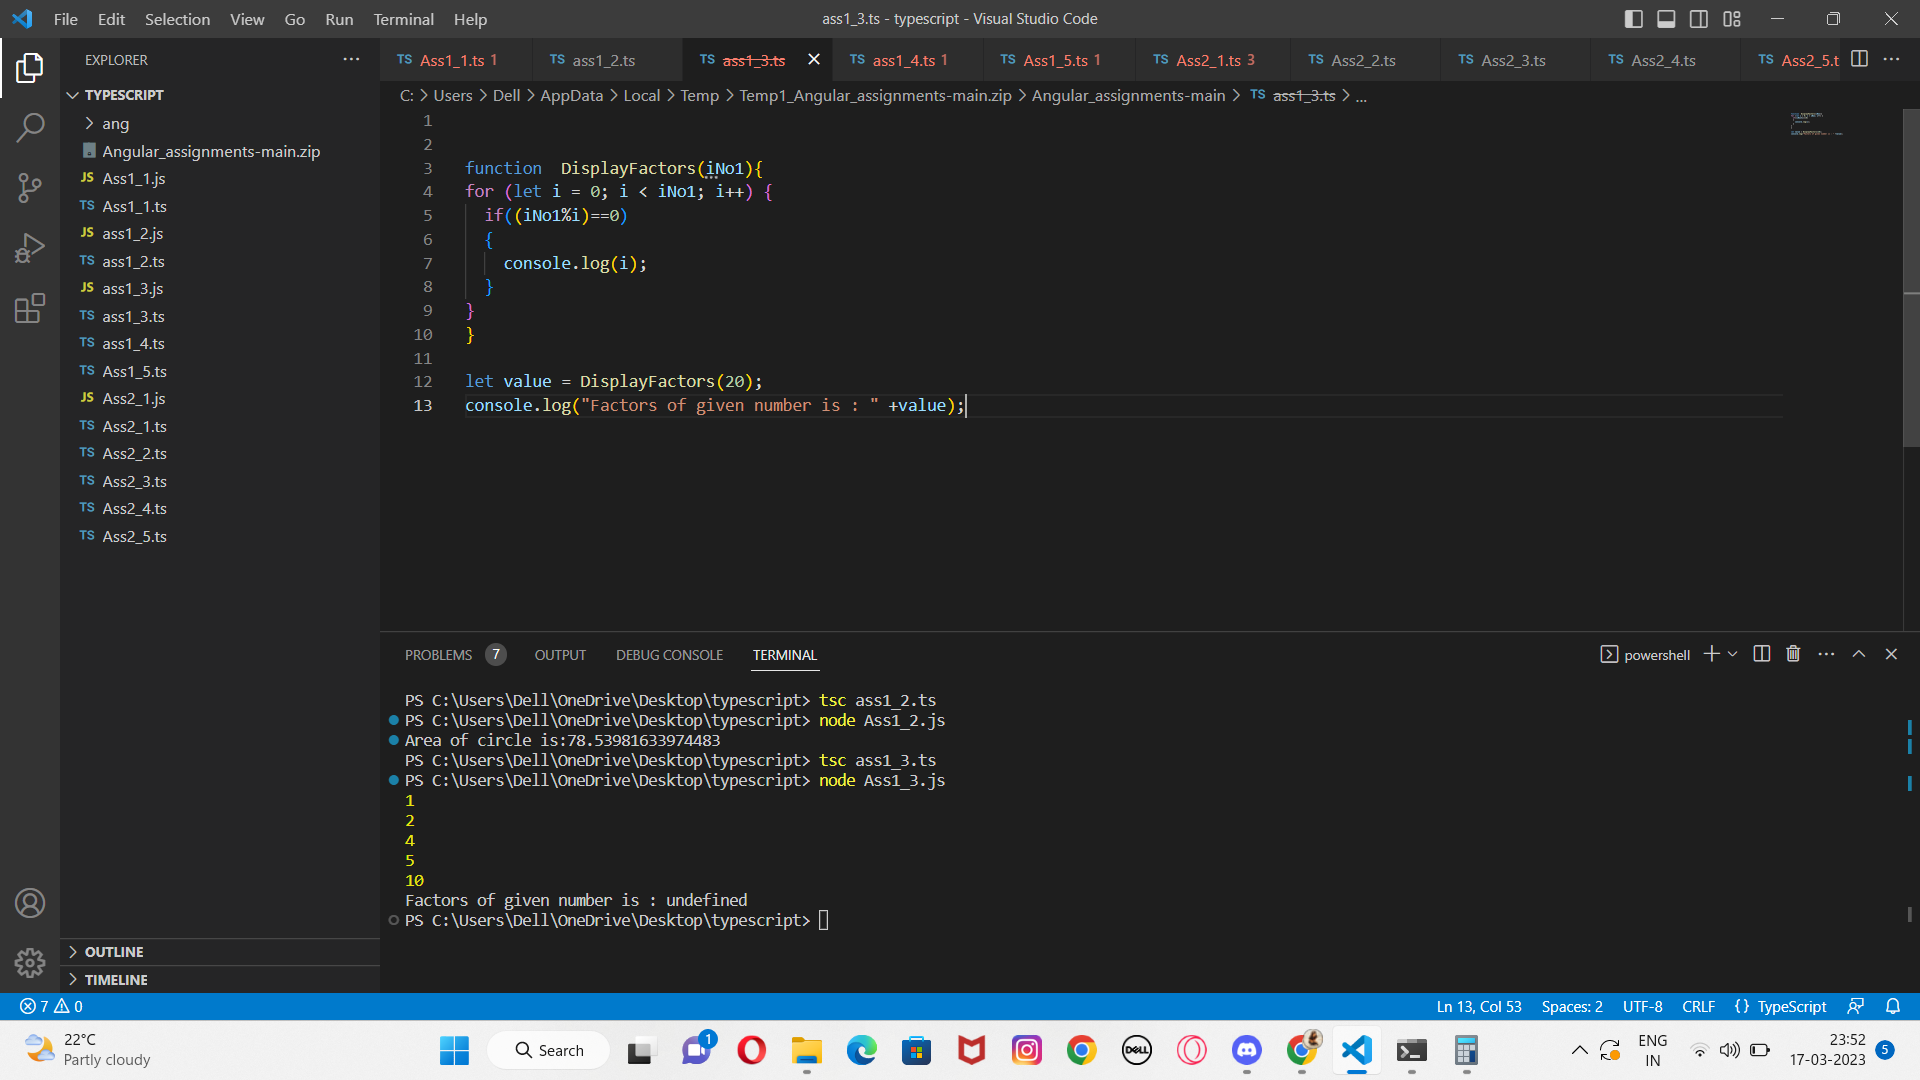 File Edit Selection View Go Run Terminal Help
ass1_3.ts - typescript - Visual Studio Code
EXPLORER
TS Ass1_1.ts 1 TS ass1_2.ts TS ass1_3.ts TS ass1_4.ts 1 TS Ass1_5.ts 1 TS Ass2_1.ts 3 TS Ass2_2.ts TS Ass2_3.ts TS Ass2_4.ts TS Ass2_5.t
C: > Users > Dell > AppData > Local > Temp > Temp1_Angular_assignments-main.zip > Angular_assignments-main > TS ass1_3.ts > ...
TYPESCRIPT
ang
Angular_assignments-main.zip
JS Ass1_1.js
TS Ass1_1.ts
JS ass1_2.js
TS ass1_2.ts
JS ass1_3.js
TS ass1_3.ts
TS ass1_4.ts
TS Ass1_5.ts
JS Ass2_1.js
TS Ass2_1.ts
TS Ass2_2.ts
TS Ass2_3.ts
TS Ass2_4.ts
TS Ass2_5.ts
OUTLINE
TIMELINE
1
2
3 function  DisplayFactors(iNo1){
4 for (let i = 0; i < iNo1; i++) {
5 if((iNo1%i)==0)
6 {
7 console.log(i);
8 }
9 }
10 }
11
12 let value = DisplayFactors(20);
13 console.log("Factors of given number is : " +value);
PROBLEMS 7 OUTPUT DEBUG CONSOLE TERMINAL
powershell
PS C:\Users\Dell\OneDrive\Desktop\typescript> tsc ass1_2.ts
PS C:\Users\Dell\OneDrive\Desktop\typescript> node Ass1_2.js
Area of circle is:78.53981633974483
PS C:\Users\Dell\OneDrive\Desktop\typescript> tsc ass1_3.ts
PS C:\Users\Dell\OneDrive\Desktop\typescript> node Ass1_3.js
1
2
4
5
10
Factors of given number is : undefined
PS C:\Users\Dell\OneDrive\Desktop\typescript>
7 0
Ln 13, Col 53 Spaces: 2 UTF-8 CRLF {} TypeScript
22°C
Partly cloudy
Search
1
DELL
ENG
IN
23:52
17-03-2023
5